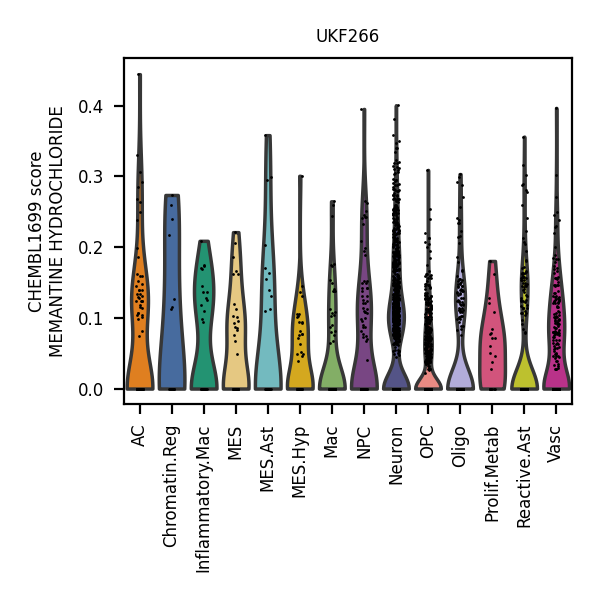 UKF266
CHEMBL1699 score
MEMANTINE HYDROCHLORIDE
0.4
0.3
0.2
0.1
0.0
AC
Chromatin.Reg
Inflammatory.Mac
MES
MES.Ast
MES.Hyp
Mac
NPC
Neuron
OPC
Oligo
Prolif.Metab
Reactive.Ast
Vasc